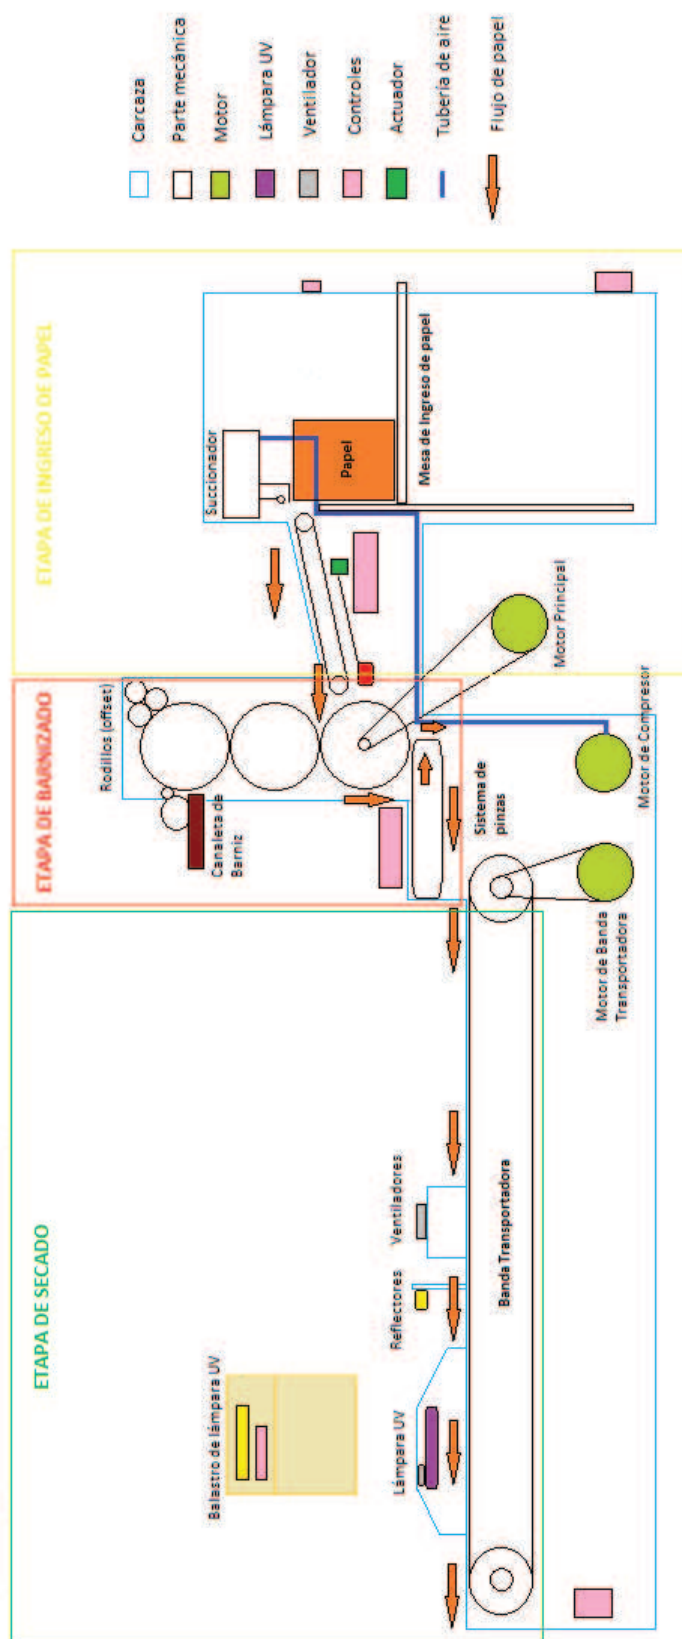 ETAPA DE SECADO
ETAPA DE BARNIZADO
ETAPA DE INGRESO DE PAPEL
Balastro de lámpara UV
Lámpara UV
Reflectores
Ventiladores
Banda Transportadora
Motor de Banda
Transportadora
Canaleta de
Barniz
Rodillos (offset)
Sistema de
pinzas
Motor de Compresor
Motor Principal
Succionador
Papel
Mesa de Ingreso de papel
Carcaza
Parte mecánica
Motor
Lámpara UV
Ventilador
Controles
Actuador
Tubería de aire
Flujo de papel